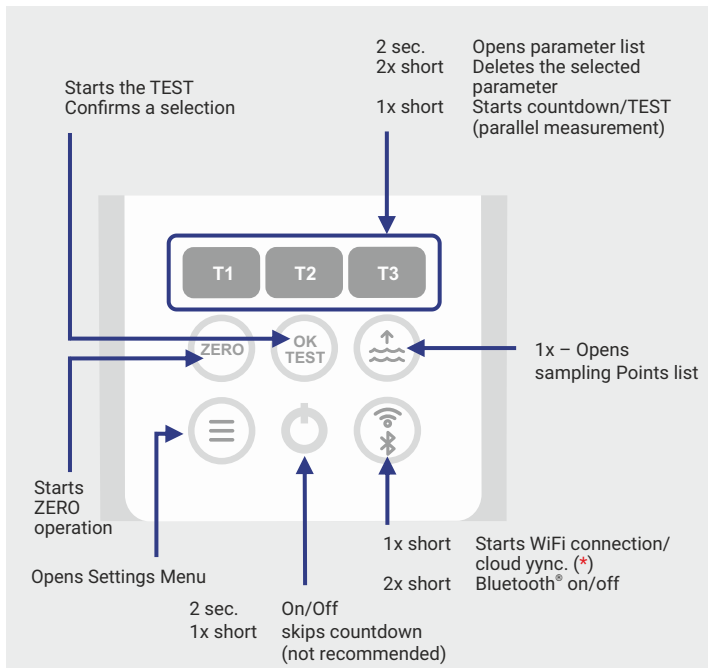 2 sec. Opens parameter list
2x short Deletes the selected
parameter
1x short Starts countdown/TEST
(parallel measurement)
Starts the TEST
Confirms a selection
T1 T2 T3
ZERO
OK
TEST
1x – Opens
sampling Points list
Starts
ZERO
operation
Opens Settings Menu
1x short Starts WiFi connection/
cloud yync. (*)
2x short Bluetooth® on/off
2 sec. On/Off
1x short skips countdown
(not recommended)